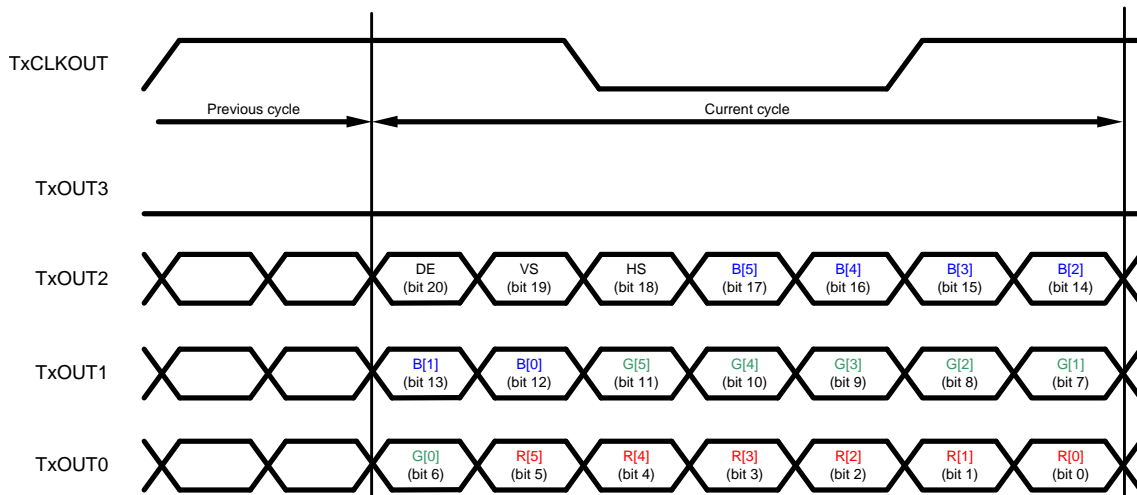 TxCLKOUT
Previous cycle Current cycle
TxOUT3
TxOUT2 DE VS HS B[5] B[4] B[3] B[2]
(bit 20) (bit 19) (bit 18) (bit 17) (bit 16) (bit 15) (bit 14)
TxOUT1 B[1] B[0] G[5] G[4] G[3] G[2] G[1]
(bit 13) (bit 12) (bit 11) (bit 10) (bit 9) (bit 8) (bit 7)
TxOUT0 G[0] R[5] R[4] R[3] R[2] R[1] R[0]
(bit 6) (bit 5) (bit 4) (bit 3) (bit 2) (bit 1) (bit 0)